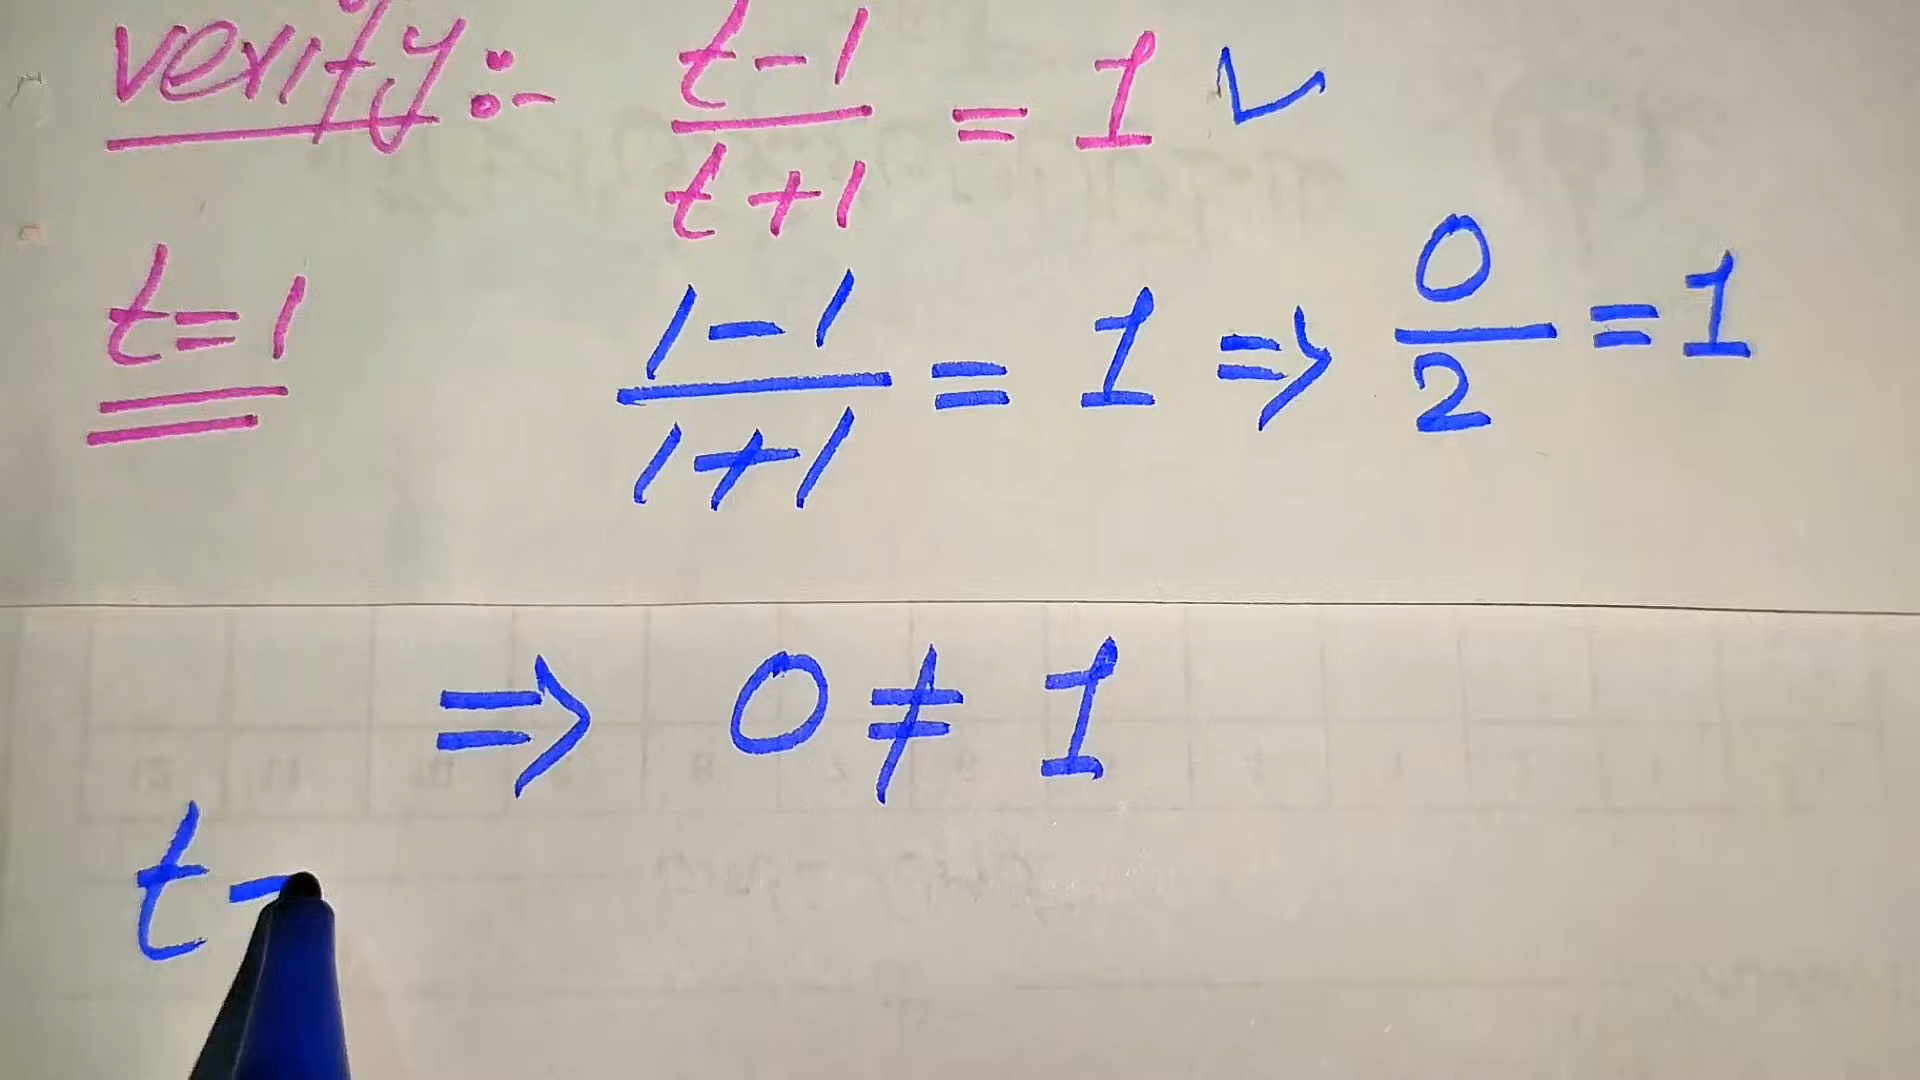 verify:- t-1/t+1 = 1 ✓
t=1 1-1/1+1 = 1 ⇒ 0/2 = 1
⇒ 0 ≠ 1
t-